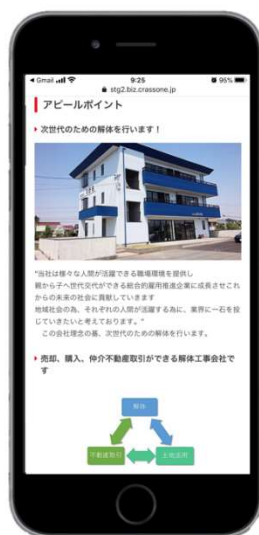 Gmail 9:25 95%
stg2.biz.crassone.jp
アピールポイント
次世代のための解体を行います！
"当社は様々な人間が活躍できる職場環境を提供し
親から子へ世代交代ができる総合的雇用推進企業に成長させこれ
からの未来の社会に貢献していきます
地域社会の為、それぞれの人間が活躍する為に、業界に一石を投
じていきたいと考えております。"
この会社理念の基、次世代のための解体を行います。
売却、購入、仲介不動産取引ができる解体工事会社で
す
解体
不動産取引 土地活用